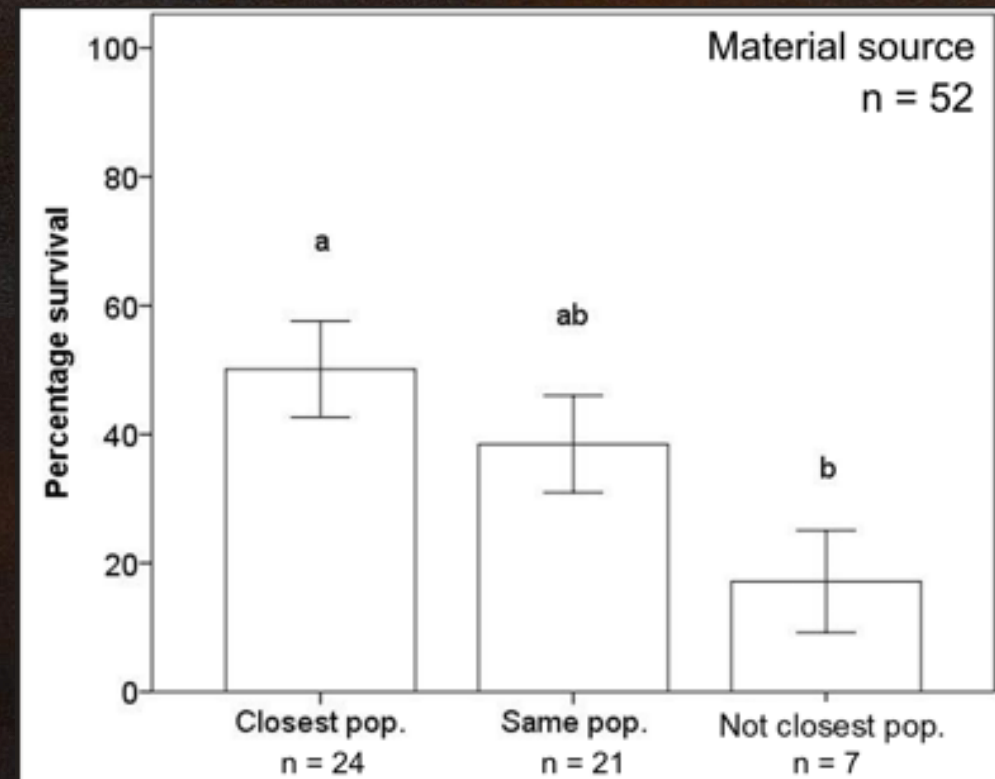 Material source
n = 52
Percentage survival
100
80
60
40
20
0
a
ab
b
Closest pop.
Same pop.
Not closest pop.
n = 24
n = 21
n = 7